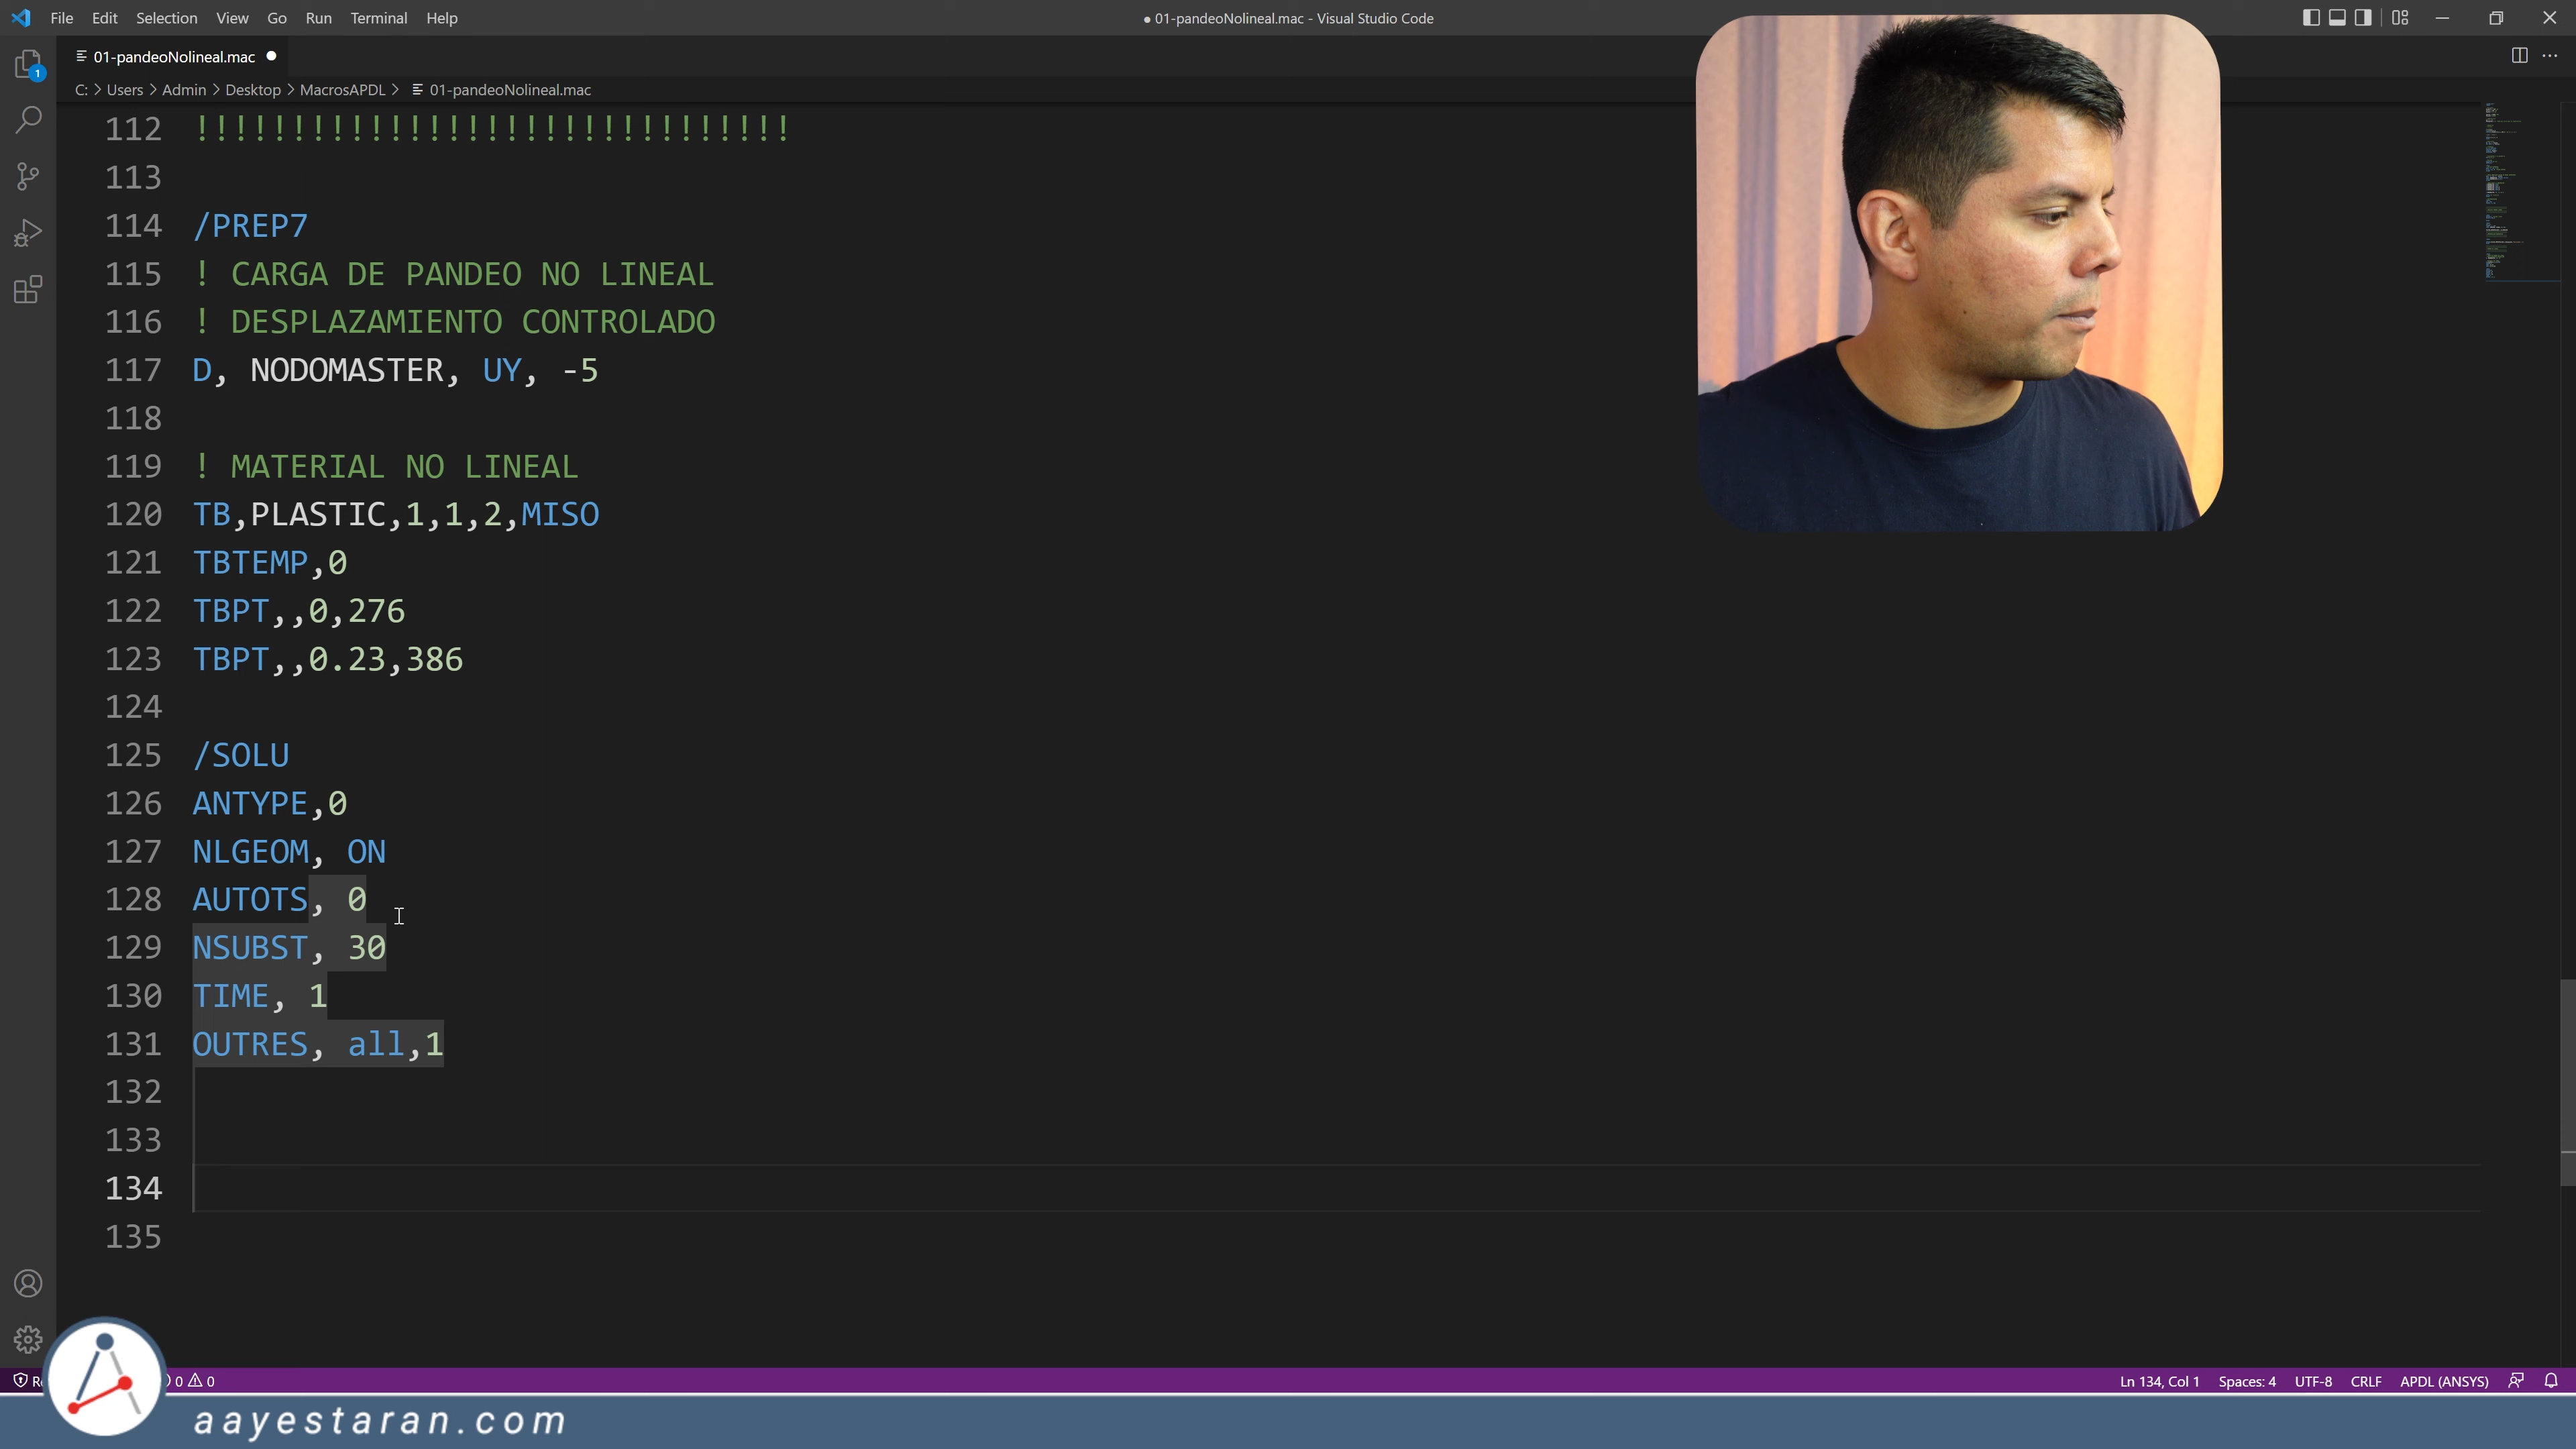 File Edit Selection View Go Run Terminal Help
● 01-pandeoNolineal.mac - Visual Studio Code
01-pandeoNolineal.mac ●
1
C: > Users > Admin > Desktop > MacrosAPDL > 01-pandeoNolineal.mac
112 !!!!!!!!!!!!!!!!!!!!!!!!!!!!!!!
113
114 /PREP7
115 ! CARGA DE PANDEO NO LINEAL
116 ! DESPLAZAMIENTO CONTROLADO
117 D, NODOMASTER, UY, -5
118
119 ! MATERIAL NO LINEAL
120 TB,PLASTIC,1,1,2,MISO
121 TBTEMP,0
122 TBPT,,0,276
123 TBPT,,0.23,386
124
125 /SOLU
126 ANTYPE,0
127 NLGEOM, ON
128 AUTOTS, 0
129 NSUBST, 30
130 TIME, 1
131 OUTRES, all,1
132
133
134
135
0 0
Ln 134, Col 1 Spaces: 4 UTF-8 CRLF APDL (ANSYS)
aayestaran.com